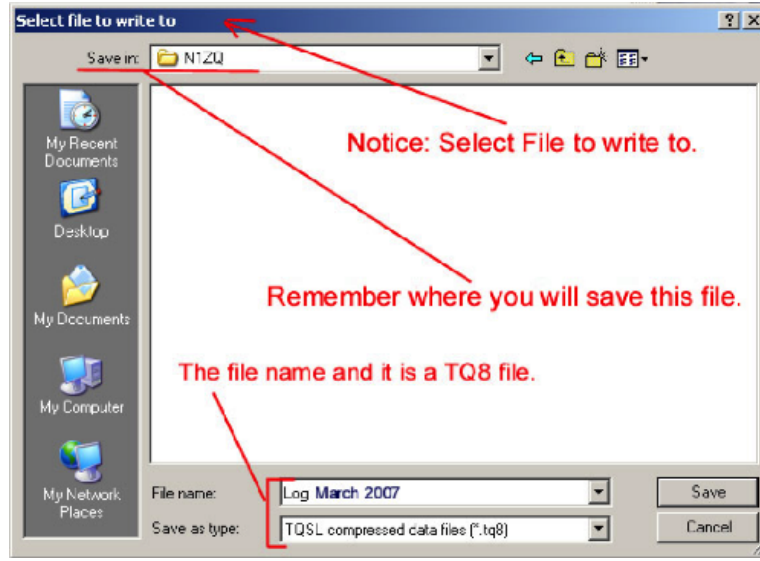 Select file to write to
Save in:
N1ZQ
Notice: Select File to write to.
My Recent
Documents
Desktop
Remember where you will save this file.
My Documents
The file name and it is a TQ8 file.
My Computer
My Network
Places
File name:
Log March 2007
Save
Save as type:
TQSL compressed data files (*.tq8)
Cancel